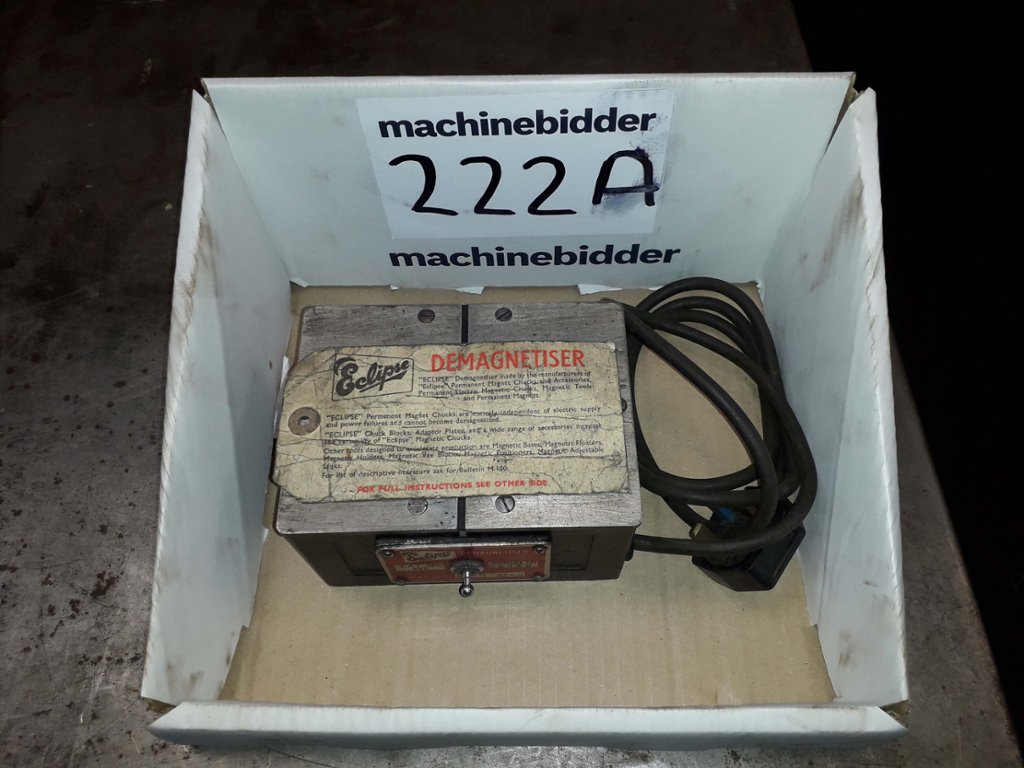 machinebidder
222A
machinebidder
Eclipse
DEMAGNETISER
"ECLIPSE" Demagnetiser made by the manufacturers of
"Eclipse" Permanent Magnet Chucks and Accessories,
Magnetic Chucks, Magnetic Tools
and Permanent Magnets.
"ECLIPSE" Permanent Magnet Chucks are entirely independent of electric supply
and power failures and cannot become demagnetised.
"ECLIPSE" Chuck Blocks, Adaptor Plates, and a wide range of accessories increase
the versatility of "Eclipse" Magnetic Chucks.
Other tools designed to accelerate production are Magnetic Bases, Magnetic Floaters,
Magnetic Holders, Magnetic Vee Blocks, Magnetic Positioners, Magnetic Adjustable
For list of descriptive literature ask for Bulletin M.100.
FOR FULL INSTRUCTIONS SEE OTHER SIDE
Eclipse DEMAGNETISER